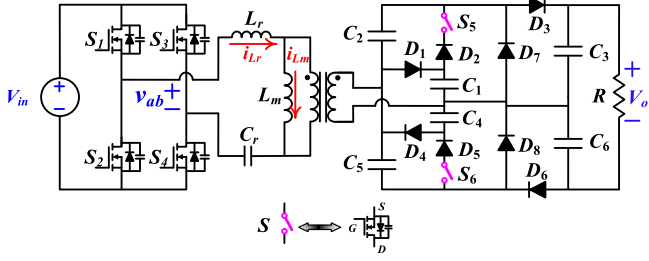 S1
S3
Lr
iLr
iLm
C2
S5
D3
D1
D2
D7
C3
Vin
vab
Lm
C1
R
Vo
C4
Cr
C5
D4
D5
D8
C6
S2
S4
S6
D6
S
G
S
D